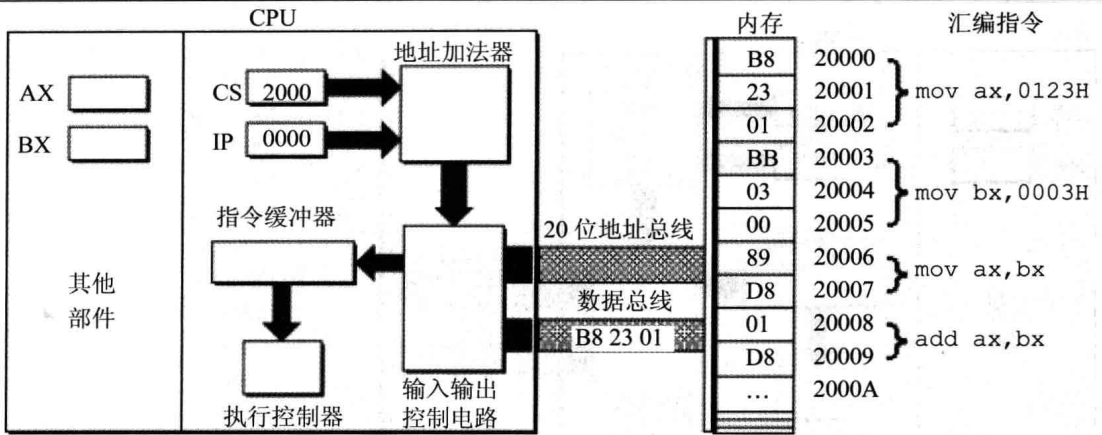 CPU
内存
汇编指令
地址加法器
AX
BX
CS 2000
IP 0000
指令缓冲器
其他
部件
执行控制器
输入输出
控制电路
20 位地址总线
数据总线
B8 23 01
B8 20000
23 20001 mov ax,0123H
01 20002
BB 20003
03 20004 mov bx,0003H
00 20005
89 20006
D8 20007 mov ax,bx
01 20008
D8 20009 add ax,bx
… 2000A